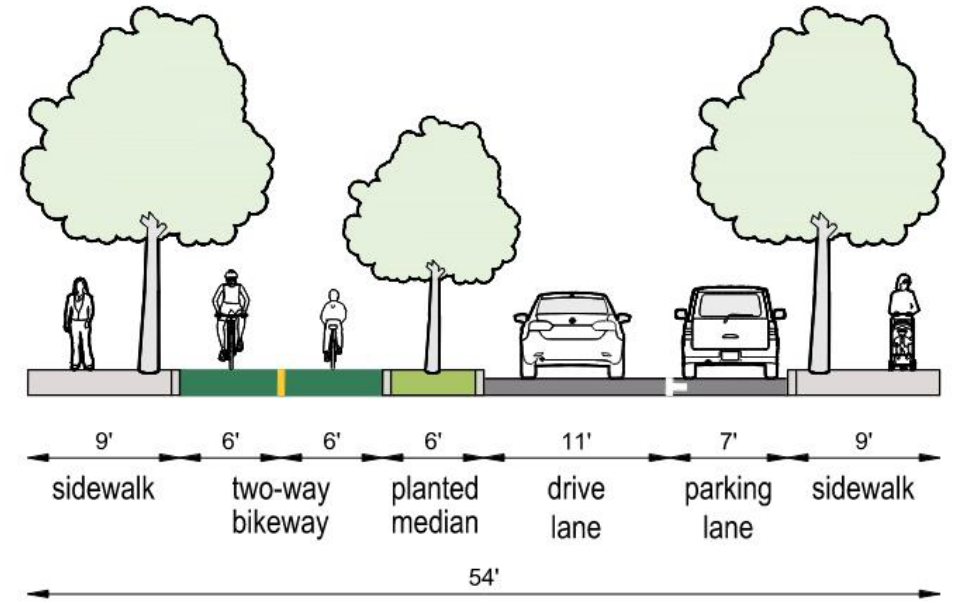 9' 6' 6' 6' 11' 7' 9'
sidewalk two-way planted drive parking sidewalk
bikeway median lane lane
54'